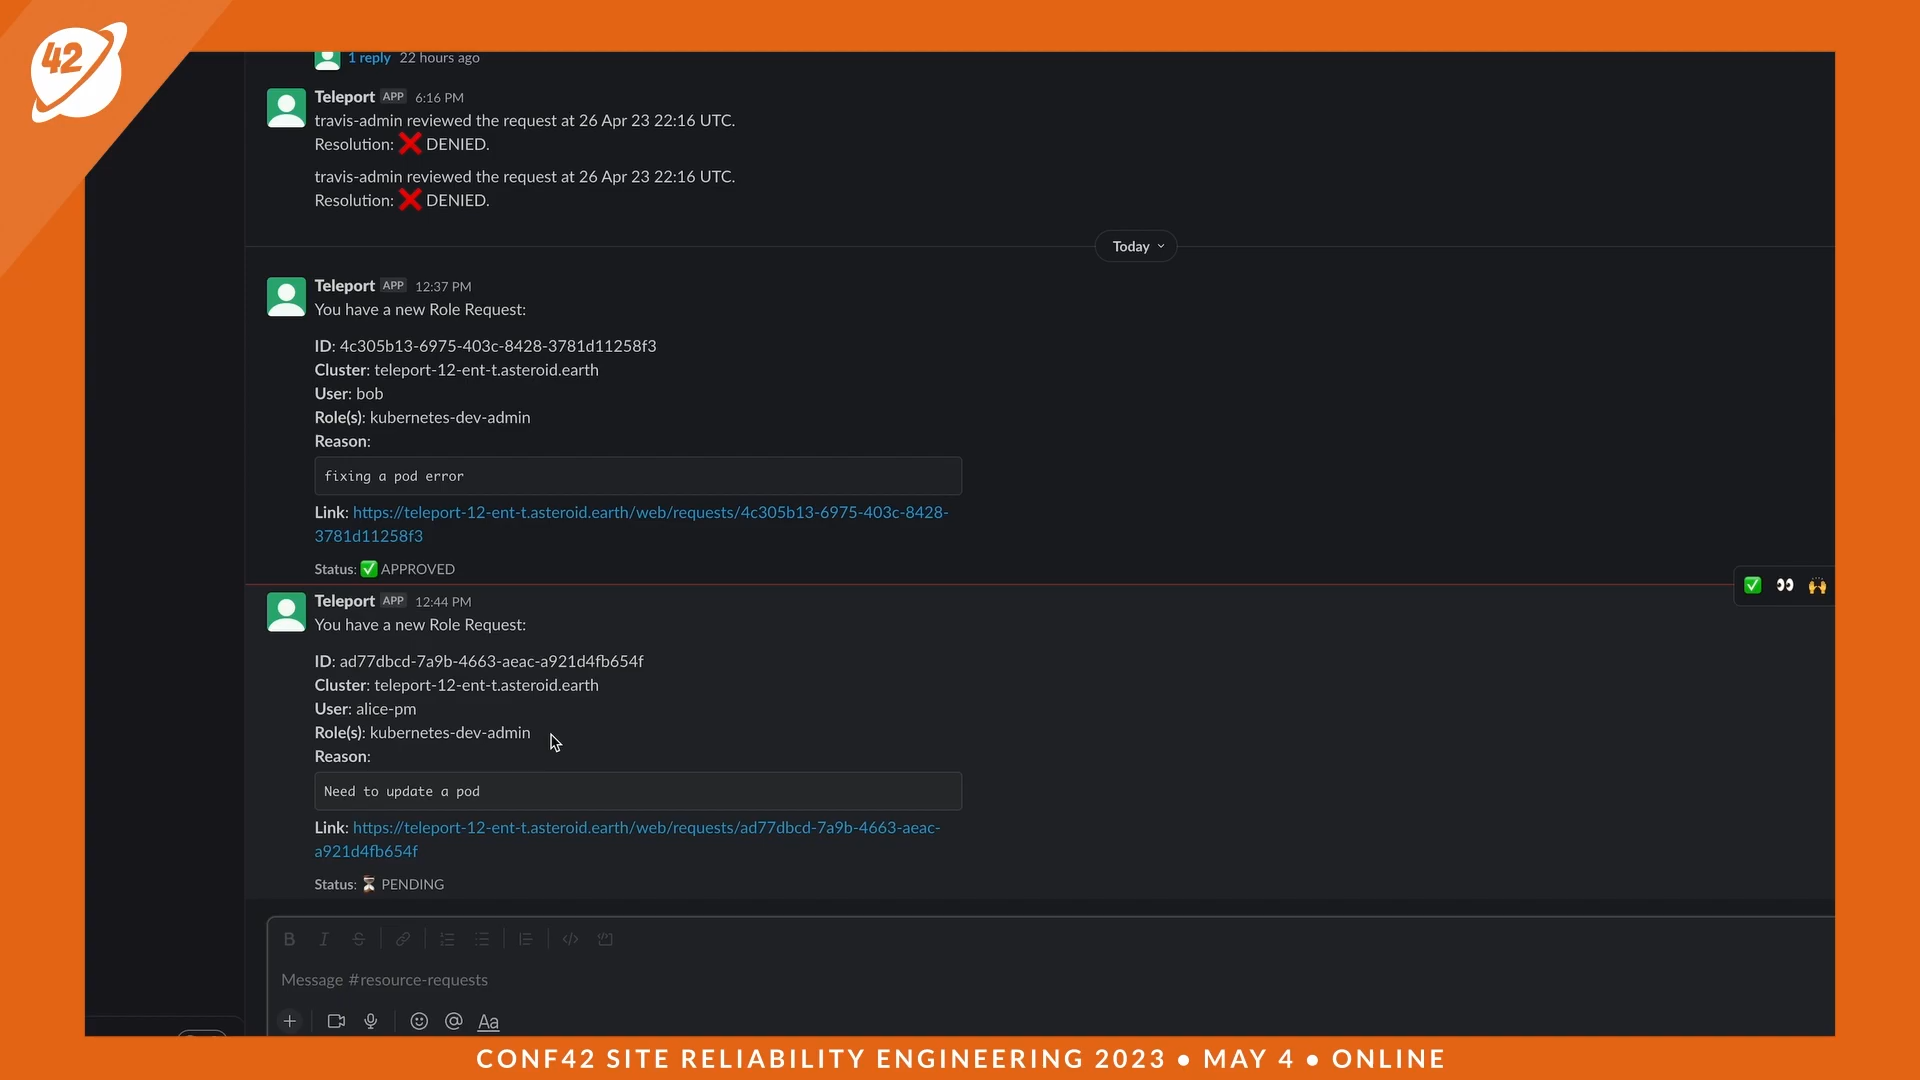 42
1 reply 22 hours ago
Teleport APP 6:16 PM
travis-admin reviewed the request at 26 Apr 23 22:16 UTC.
Resolution: ❌ DENIED.
travis-admin reviewed the request at 26 Apr 23 22:16 UTC.
Resolution: ❌ DENIED.
Today
Teleport APP 12:37 PM
You have a new Role Request:
ID: 4c305b13-6975-403c-8428-3781d11258f3
Cluster: teleport-12-ent-t.asteroid.earth
User: bob
Role(s): kubernetes-dev-admin
Reason:
fixing a pod error
Link: https://teleport-12-ent-t.asteroid.earth/web/requests/4c305b13-6975-403c-8428-
3781d11258f3
Status: ✅ APPROVED
Teleport APP 12:44 PM
You have a new Role Request:
ID: ad77dbcd-7a9b-4663-aeac-a921d4fb654f
Cluster: teleport-12-ent-t.asteroid.earth
User: alice-pm
Role(s): kubernetes-dev-admin
Reason:
Need to update a pod
Link: https://teleport-12-ent-t.asteroid.earth/web/requests/ad77dbcd-7a9b-4663-aeac-
a921d4fb654f
Status: ⏳ PENDING
Message #resource-requests
Aa
CONF42 SITE RELIABILITY ENGINEERING 2023 • MAY 4 • ONLINE